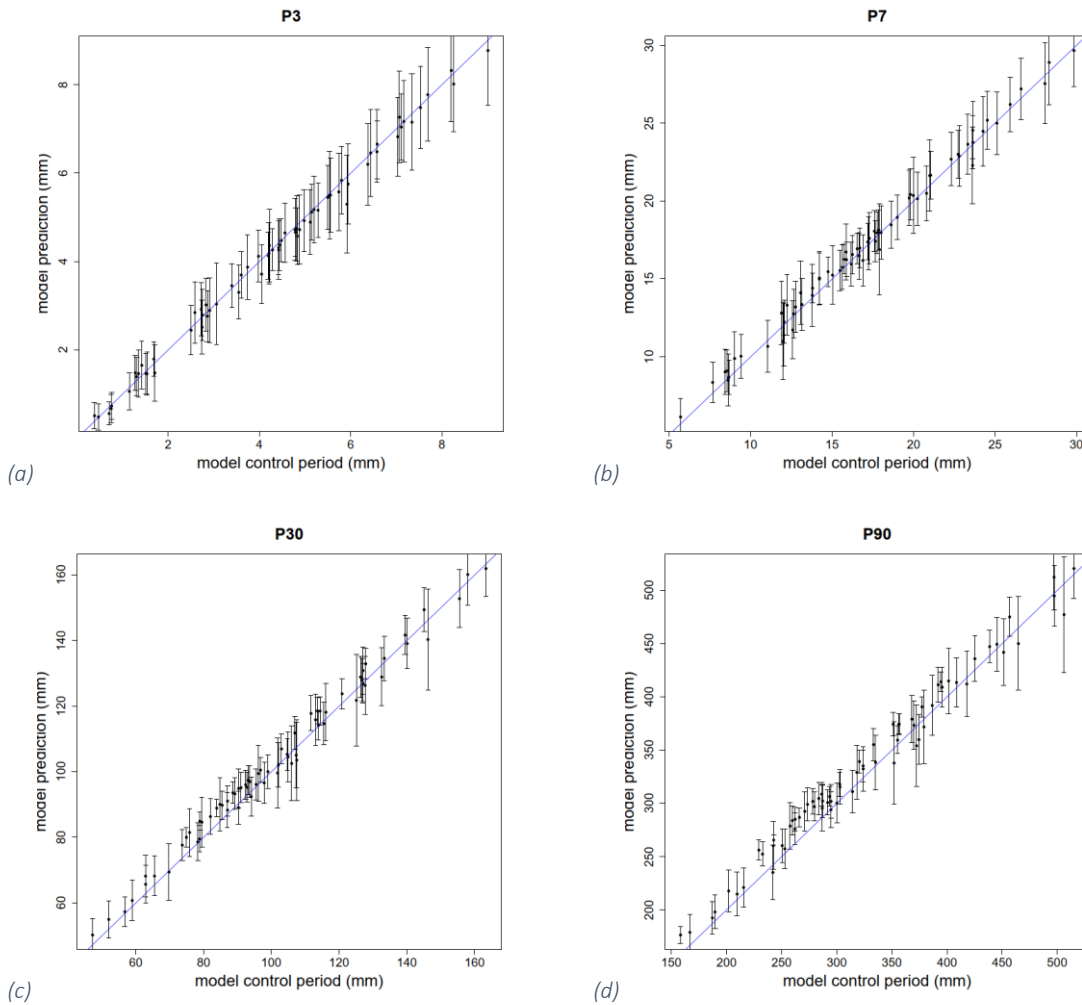 P3
8
6
4
2
model prediction (mm)
2 4 6 8
model control period (mm)
(a)
P7
30
25
20
15
10
model prediction (mm)
5 10 15 20 25 30
model control period (mm)
(b)
P30
160
140
120
100
80
60
model prediction (mm)
60 80 100 120 140 160
model control period (mm)
(c)
P90
500
450
400
350
300
250
200
model prediction (mm)
150 200 250 300 350 400 450 500
model control period (mm)
(d)